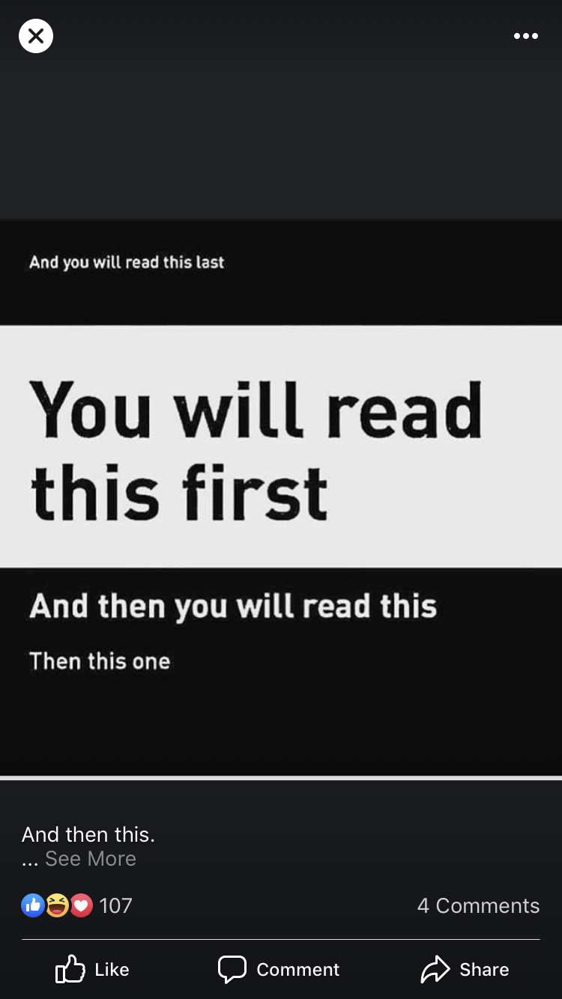 And you will read this last
You will read
this first
And then you will read this
Then this one
And then this.
... See More
107
4 Comments
Like
Comment
Share